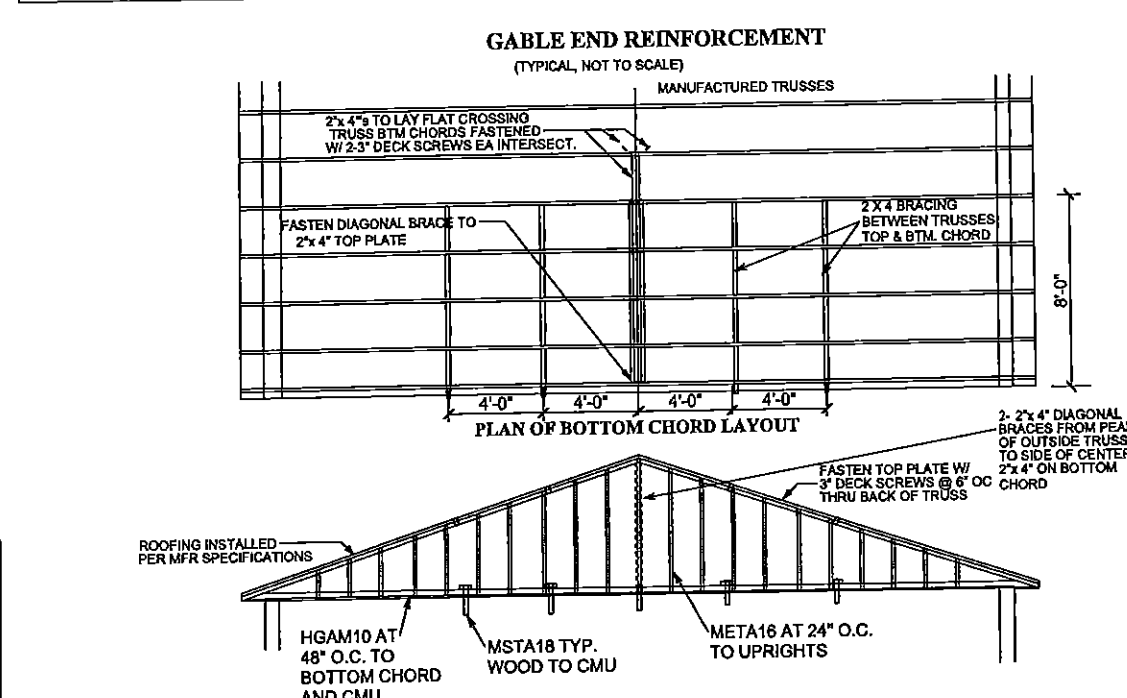 GABLE END REINFORCEMENT
(TYPICAL, NOT TO SCALE)
MANUFACTURED TRUSSES
2"x 4"s TO LAY FLAT CROSSING
TRUSS BTM CHORDS FASTENED
W/ 2-3" DECK SCREWS EA INTERSECT.
FASTEN DIAGONAL BRACE TO
2"x 4" TOP PLATE
2 X 4 BRACING
BETWEEN TRUSSES
TOP & BTM. CHORD
8'-0"
4'-0" 4'-0" 4'-0" 4'-0"
PLAN OF BOTTOM CHORD LAYOUT
2- 2"x 4" DIAGONAL
BRACES FROM PEA
OF OUTSIDE TRUSS
TO SIDE OF CENTER
2"x 4" ON BOTTOM
CHORD
FASTEN TOP PLATE W/
3" DECK SCREWS @ 6" OC
THRU BACK OF TRUSS
ROOFING INSTALLED
PER MFR SPECIFICATIONS
HGAM10 AT
48" O.C. TO
BOTTOM CHORD
AND CMU
MSTA18 TYP.
WOOD TO CMU
META16 AT 24" O.C.
TO UPRIGHTS